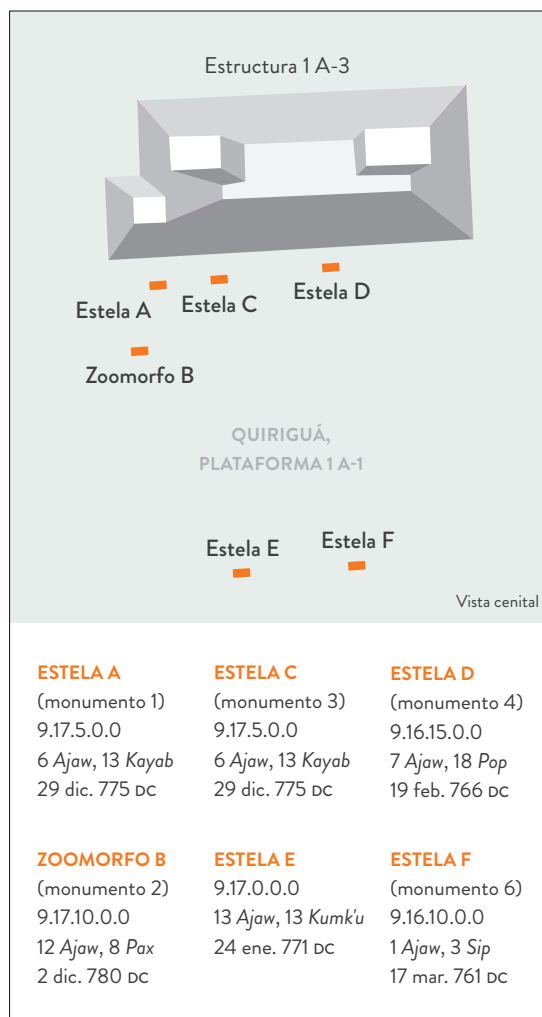 Estructura 1 A-3
Estela A
Estela C
Estela D
Zoomorfo B
QUIRIGUÁ,
PLATAFORMA 1 A-1
Estela E
Estela F
Vista cenital
ESTELA A
(monumento 1)
9.17.5.0.0
6 Ajaw, 13 Kayab
29 dic. 775 DC
ESTELA C
(monumento 3)
9.17.5.0.0
6 Ajaw, 13 Kayab
29 dic. 775 DC
ESTELA D
(monumento 4)
9.16.15.0.0
7 Ajaw, 18 Pop
19 feb. 766 DC
ZOOMORFO B
(monumento 2)
9.17.10.0.0
12 Ajaw, 8 Pax
2 dic. 780 DC
ESTELA E
9.17.0.0.0
13 Ajaw, 13 Kumk'u
24 ene. 771 DC
ESTELA F
(monumento 6)
9.16.10.0.0
1 Ajaw, 3 Sip
17 mar. 761 DC